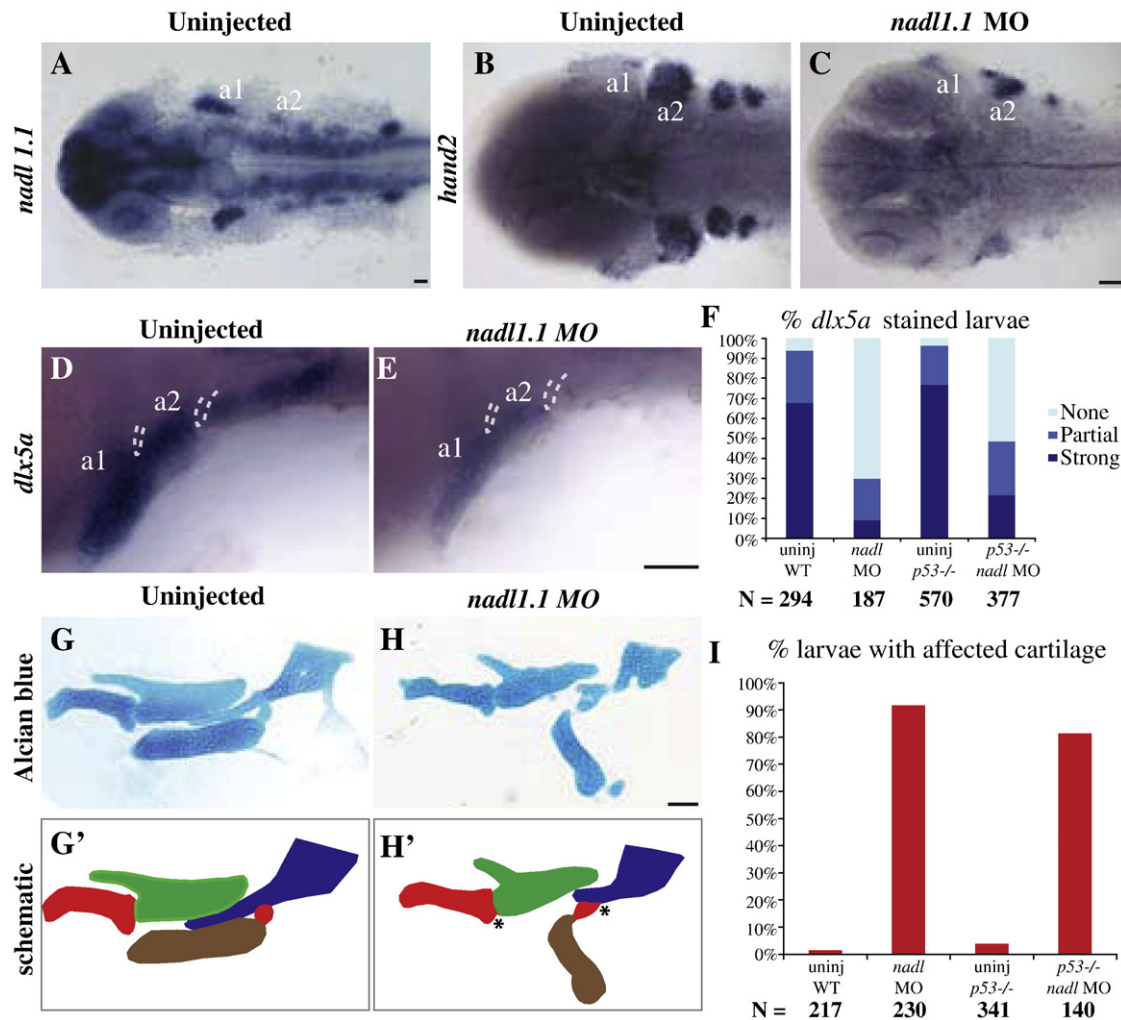 Uninjected
Uninjected
nadl1.1 MO
A
a1
a2
nadl 1.1
B
a1
a2
hand2
C
a1
a2
Uninjected
nadl1.1 MO
D
a1
a2
dlx5a
E
a1
a2
F
% dlx5a stained larvae
100%
90%
80%
70%
60%
50%
40%
30%
20%
10%
0%
None
Partial
Strong
uninj WT
nadl MO
uninj p53-/-
p53-/- nadl MO
N = 294 187 570 377
Uninjected
nadl1.1 MO
G
H
Alcian blue
G'
H'
*
*
schematic
I
% larvae with affected cartilage
100%
90%
80%
70%
60%
50%
40%
30%
20%
10%
0%
uninj WT
nadl MO
uninj p53-/-
p53-/- nadl MO
N = 217 230 341 140